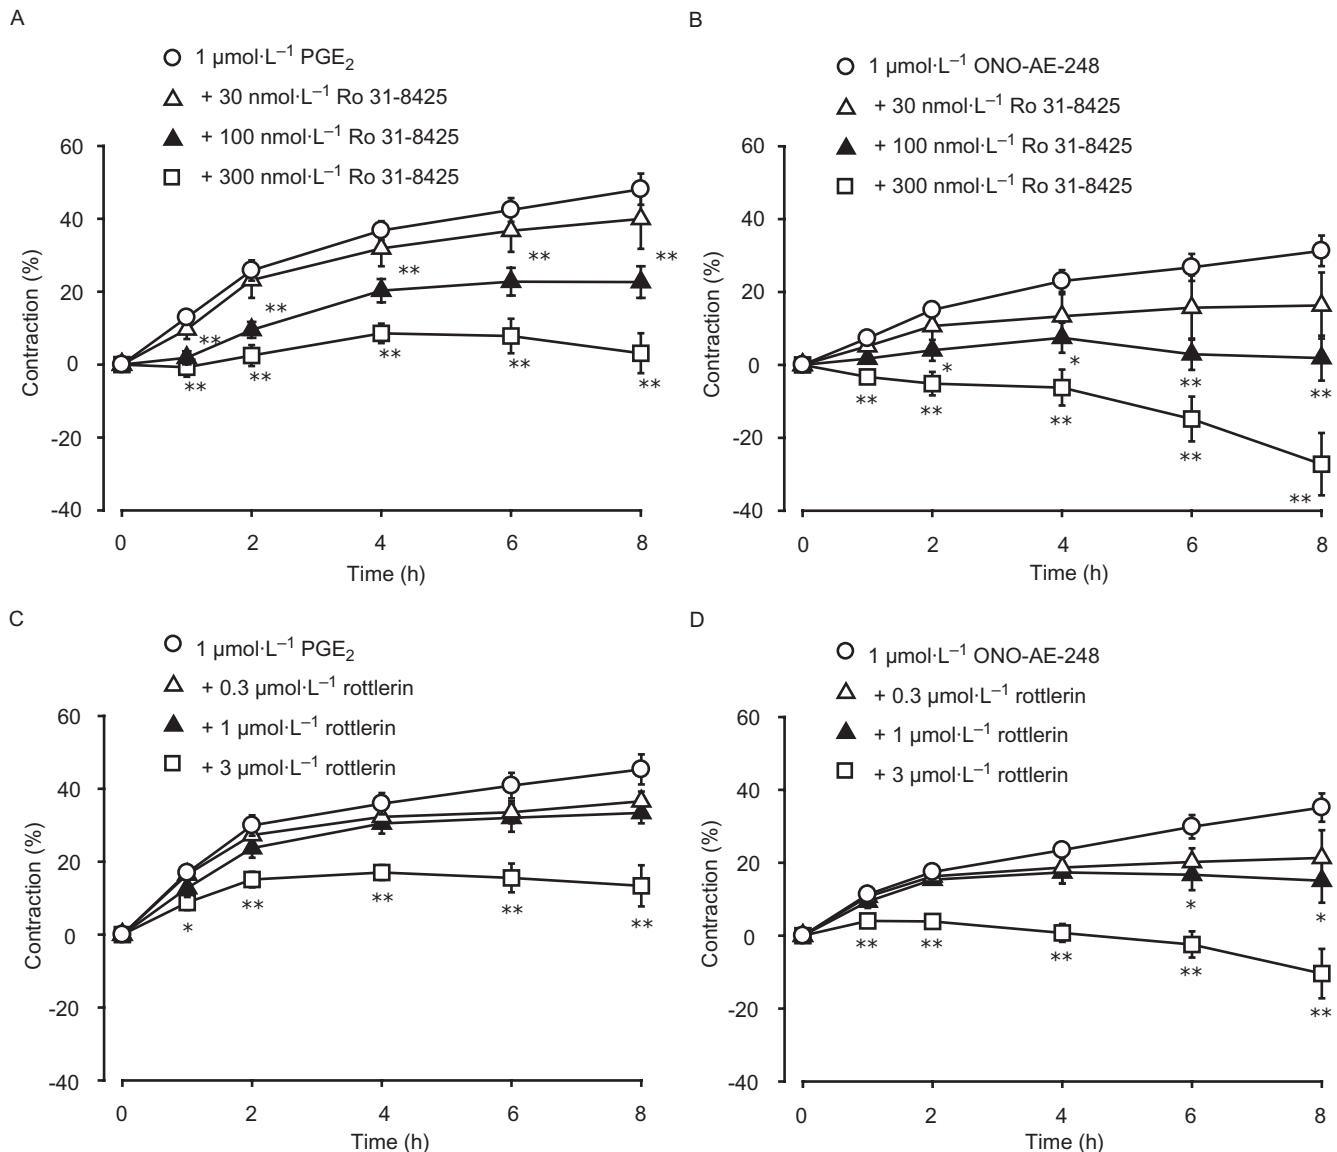 A
1 µmol·L⁻¹ PGE₂
+ 30 nmol·L⁻¹ Ro 31-8425
+ 100 nmol·L⁻¹ Ro 31-8425
+ 300 nmol·L⁻¹ Ro 31-8425
Contraction (%)
60
40
20
0
-20
-40
** ** ** ** **
** ** ** ** **
0 2 4 6 8
Time (h)
B
1 µmol·L⁻¹ ONO-AE-248
+ 30 nmol·L⁻¹ Ro 31-8425
+ 100 nmol·L⁻¹ Ro 31-8425
+ 300 nmol·L⁻¹ Ro 31-8425
Contraction (%)
60
40
20
0
-20
-40
* * ** **
** ** ** ** **
0 2 4 6 8
Time (h)
C
1 µmol·L⁻¹ PGE₂
+ 0.3 µmol·L⁻¹ rottlerin
+ 1 µmol·L⁻¹ rottlerin
+ 3 µmol·L⁻¹ rottlerin
Contraction (%)
60
40
20
0
-20
-40
* ** ** ** **
0 2 4 6 8
Time (h)
D
1 µmol·L⁻¹ ONO-AE-248
+ 0.3 µmol·L⁻¹ rottlerin
+ 1 µmol·L⁻¹ rottlerin
+ 3 µmol·L⁻¹ rottlerin
Contraction (%)
60
40
20
0
-20
-40
* *
** ** ** ** **
0 2 4 6 8
Time (h)